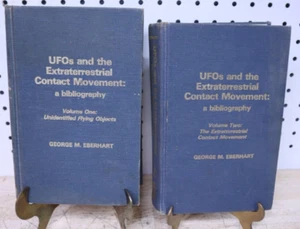 UFOs and the
Extraterrestrial
Contact Movement:
a bibliography
Volume One:
Unidentified Flying Objects
GEORGE M. EBERHART
UFOs and the
Extraterrestrial
Contact Movement:
a bibliography
Volume Two:
The Extraterrestrial
Contact Movement
GEORGE M. EBERHART